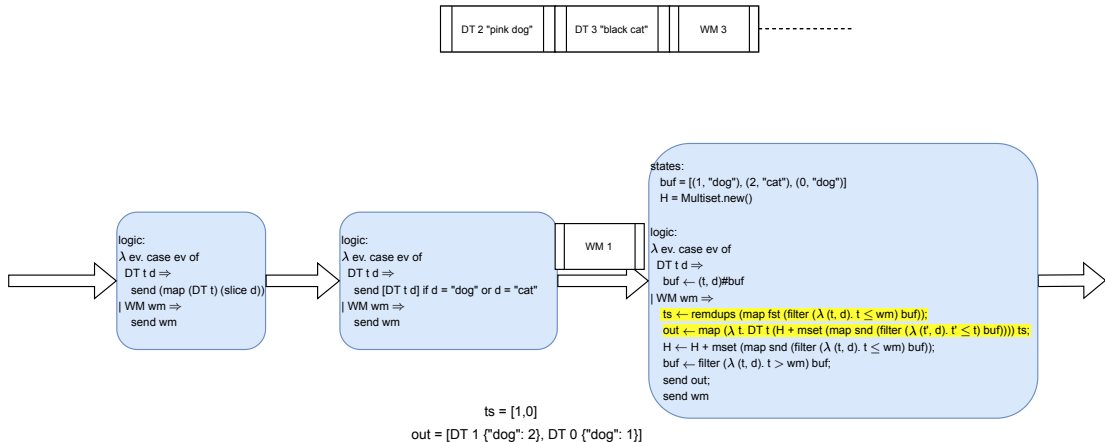 DT 2 "pink dog"
DT 3 "black cat"
WM 3
logic:
λ ev. case ev of
DT t d ⇒
send (map (DT t) (slice d))
| WM wm ⇒
send wm
logic:
λ ev. case ev of
DT t d ⇒
send [DT t d] if d = "dog" or d = "cat"
| WM wm ⇒
send wm
WM 1
states:
buf = [(1, "dog"), (2, "cat"), (0, "dog")]
H = Multiset.new()
logic:
λ ev. case ev of
DT t d ⇒
buf ← (t, d)#buf
| WM wm ⇒
ts ← remdups (map fst (filter (λ (t, d). t ≤ wm) buf));
out ← map (λ t. DT t (H + mset (map snd (filter (λ (t', d). t' ≤ t) buf)))) ts;
H ← H + mset (map snd (filter (λ (t, d). t ≤ wm) buf));
buf ← filter (λ (t, d). t > wm) buf;
send out;
send wm
ts = [1,0]
out = [DT 1 {"dog": 2}, DT 0 {"dog": 1}]